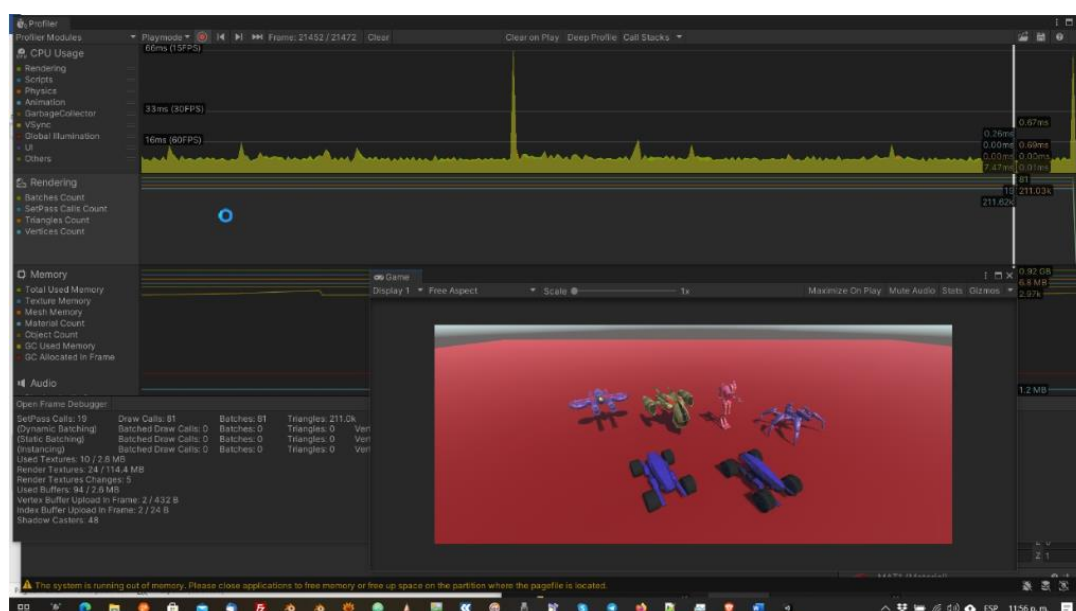 Profiler
Profiler Modules Playmode Frame: 21452 / 21472 Clear Clear on Play Deep Profile Call Stacks
CPU Usage
Rendering
Scripts
Physics
Animation
GarbageCollector
VSync
Global Illumination
UI
Others
66ms (15FPS)
33ms (30FPS)
16ms (60FPS)
0.67ms
0.26ms
0.00ms 0.69ms
0.00ms 0.00ms
7.47ms 0.01ms
Rendering
Batches Count
SetPass Calls Count
Triangles Count
Vertices Count
81
19 211.03k
211.62k
Memory
Total Used Memory
Texture Memory
Mesh Memory
Material Count
Object Count
GC Used Memory
GC Allocated In Frame
0.92 GB
6.8 MB
2.97k
Audio
1.2 MB
Game
Display 1 Free Aspect Scale 1x Maximize On Play Mute Audio Stats Gizmos
Open Frame Debugger
SetPass Calls: 19 Draw Calls: 81 Batches: 81 Triangles: 211.0k
(Dynamic Batching) Batched Draw Calls: 0 Batches: 0 Triangles: 0 Ver
(Static Batching) Batched Draw Calls: 0 Batches: 0 Triangles: 0 Ver
(Instancing) Batched Draw Calls: 0 Batches: 0 Triangles: 0 Ver
Used Textures: 10 / 2.6 MB
Render Textures: 24 / 114.4 MB
Render Textures Changes: 5
Used Buffers: 94 / 2.6 MB
Vertex Buffer Upload In Frame: 2 / 432 B
Index Buffer Upload In Frame: 2 / 24 B
Shadow Casters: 48
Z 1
The system is running out of memory. Please close applications to free memory or free up space on the partition where the pagefile is located.
ESP 11:56 p.m.